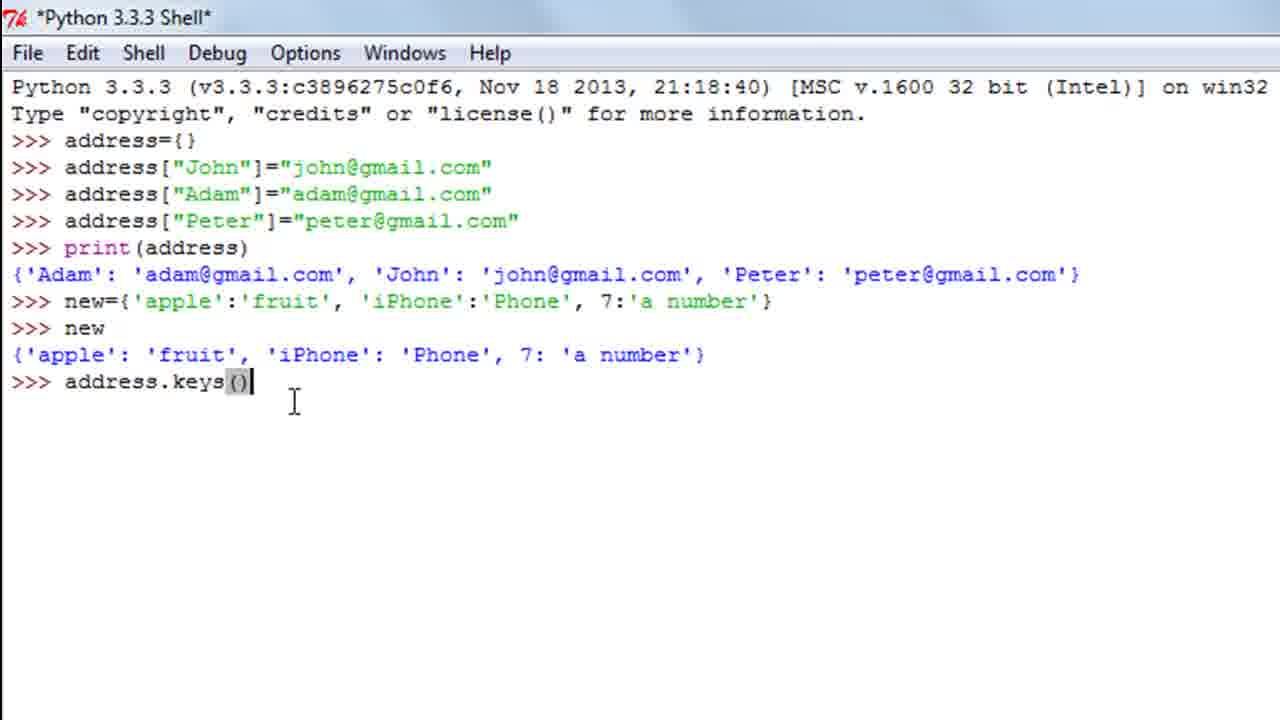 *Python 3.3.3 Shell*
File Edit Shell Debug Options Windows Help
Python 3.3.3 (v3.3.3:c3896275c0f6, Nov 18 2013, 21:18:40) [MSC v.1600 32 bit (Intel)] on win32
Type "copyright", "credits" or "license()" for more information.
>>> address={}
>>> address["John"]="john@gmail.com"
>>> address["Adam"]="adam@gmail.com"
>>> address["Peter"]="peter@gmail.com"
>>> print(address)
{'Adam': 'adam@gmail.com', 'John': 'john@gmail.com', 'Peter': 'peter@gmail.com'}
>>> new={'apple':'fruit', 'iPhone':'Phone', 7:'a number'}
>>> new
{'apple': 'fruit', 'iPhone': 'Phone', 7: 'a number'}
>>> address.keys()